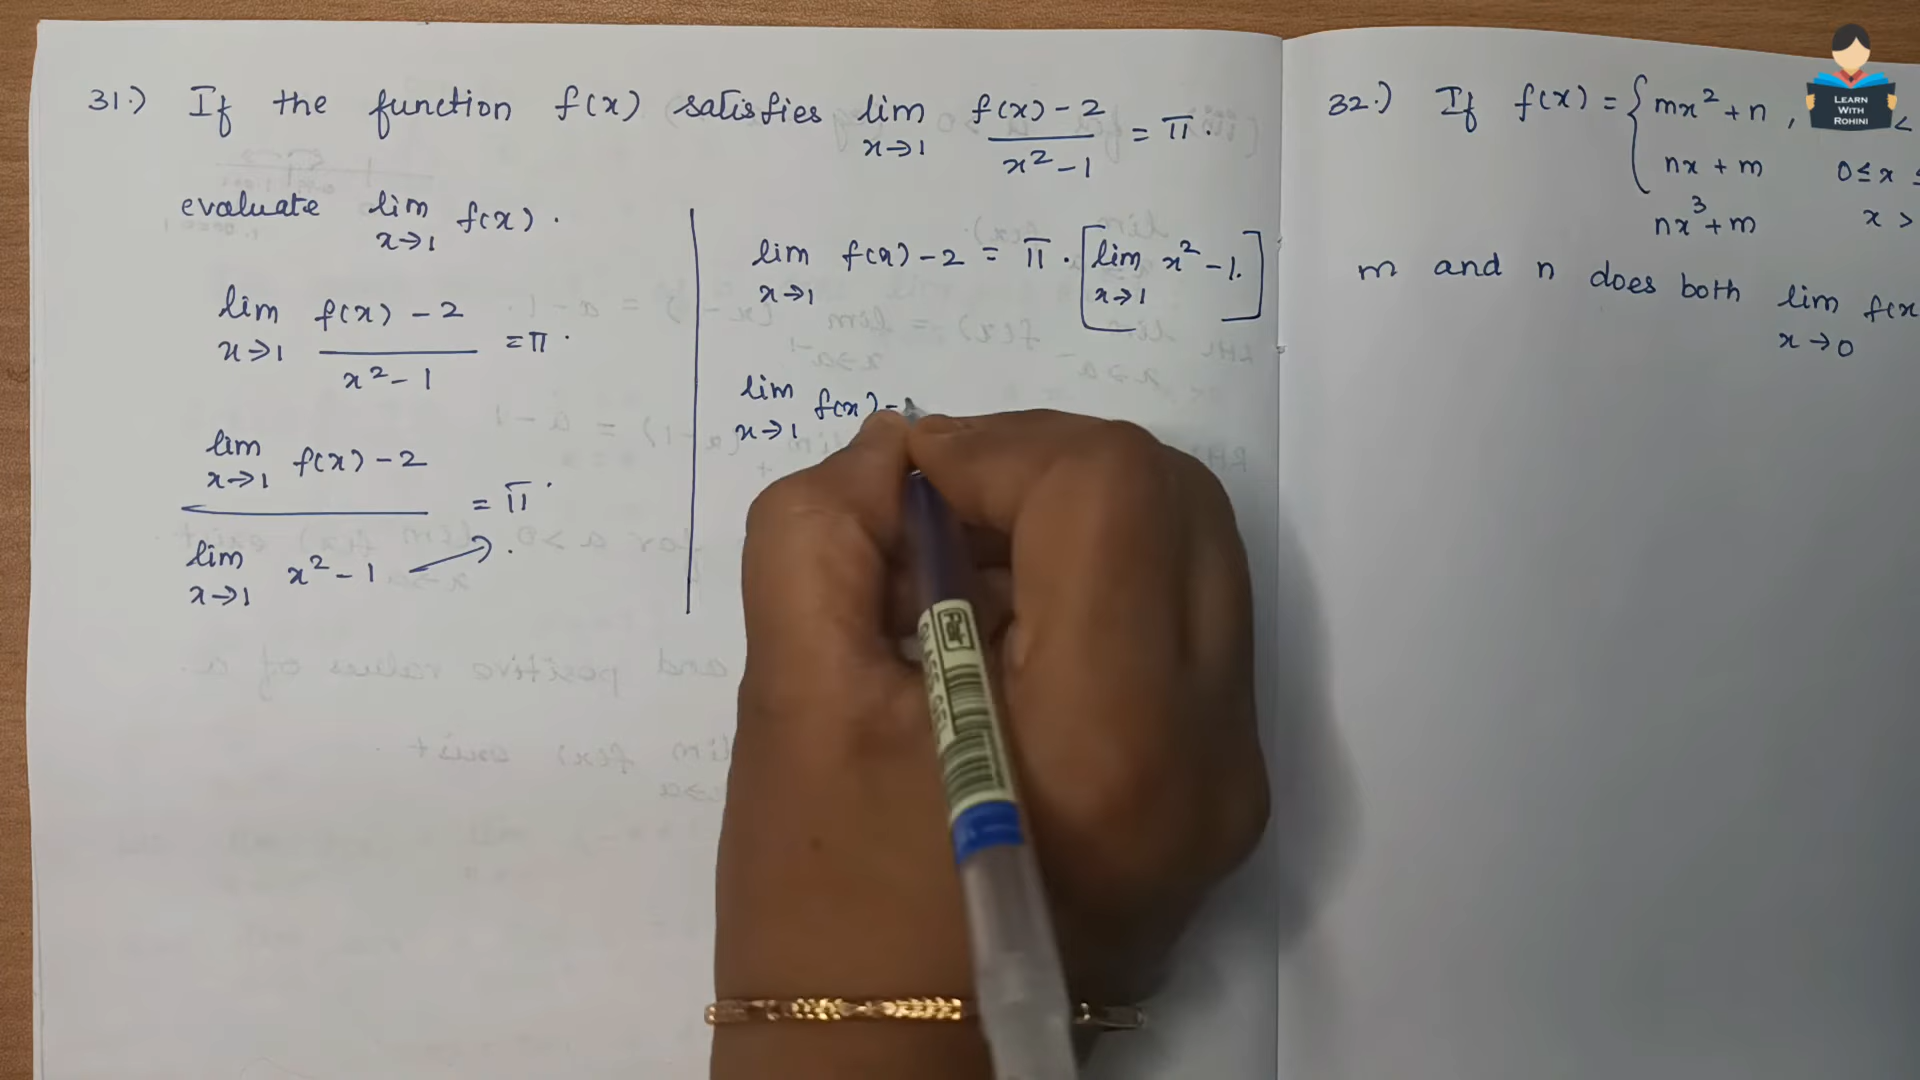 31.) If the function f(x) satisfies lim x→1 f(x) - 2 / x² - 1 = π.
evaluate lim x→1 f(x).
lim x→1 f(x) - 2 / x² - 1 = π.
lim x→1 f(x) - 2 / lim x→1 x² - 1 = π.
lim x→1 f(x) - 2 = π. [lim x→1 x² - 1.]
lim x→1 f(x) -
32.) If f(x) = { mx² + n, <
nx + m 0 ≤ x ≤
nx³ + m x >
m and n does both lim x→0 f(x
LEARN
WITH
ROHINI